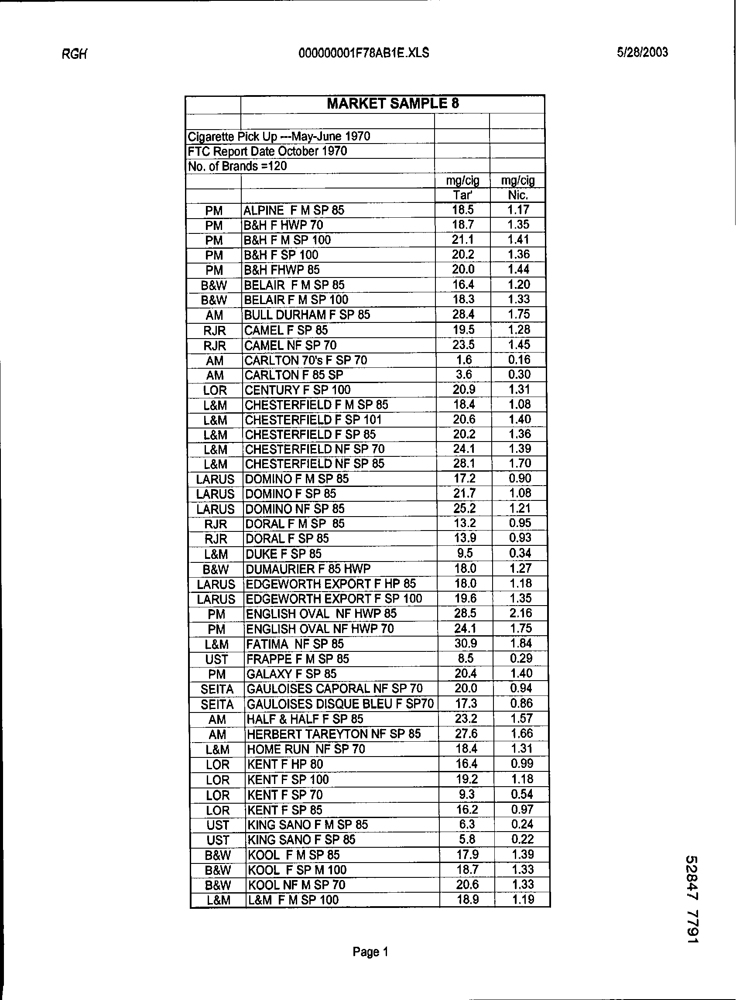 RGH 000000001F78AB1E.XLS 5/28/2003
MARKET SAMPLE 8
Cigarette Pick Up ---May-June 1970
FTC Report Date October 1970
No. of Brands =120
mg/cig mg/cig
Tar Nic.
PM ALPINE F M SP 85 18.5 1.17
PM B&H F HWP 70 18.7 1.35
PM B&H F M SP 100 21.1 1.41
PM B&H F SP 100 20.2 1.36
PM B&H FHWP 85 20.0 1.44
B&W BELAIR F M SP 85 16.4 1.20
B&W BELAIR F M SP 100 18.3 1.33
AM BULL DURHAM F SP 85 28.4 1.75
RJR CAMEL F SP 85 19.5 1.28
RJR CAMEL NF SP 70 23.5 1.45
AM CARLTON 70's F SP 70 1.6 0.16
AM CARLTON F 85 SP 3.6 0.30
LOR CENTURY F SP 100 20.9 1.31
L&M CHESTERFIELD F M SP 85 18.4 1.08
L&M CHESTERFIELD F SP 101 20.6 1.40
L&M CHESTERFIELD F SP 85 20.2 1.36
L&M CHESTERFIELD NF SP 70 24.1 1.39
L&M CHESTERFIELD NF SP 85 28.1 1.70
LARUS DOMINO F M SP 85 17.2 0.90
LARUS DOMINO F SP 85 21.7 1.08
LARUS DOMINO NF SP 85 25.2 1.21
RJR DORAL F M SP 85 13.2 0.95
RJR DORAL F SP 85 13.9 0.93
L&M DUKE F SP 85 9.5 0.34
B&W DUMAURIER F 85 HWP 18.0 1.27
LARUS EDGEWORTH EXPORT F HP 85 18.0 1.18
LARUS EDGEWORTH EXPORT F SP 100 19.6 1.35
PM ENGLISH OVAL NF HWP 85 28.5 2.16
PM ENGLISH OVAL NF HWP 70 24.1 1.75
L&M FATIMA NF SP 85 30.9 1.84
UST FRAPPE F M SP 85 8.5 0.29
PM GALAXY F SP 85 20.4 1.40
SEITA GAULOISES CAPORAL NF SP 70 20.0 0.94
SEITA GAULOISES DISQUE BLEU F SP70 17.3 0.86
AM HALF & HALF F SP 85 23.2 1.57
AM HERBERT TAREYTON NF SP 85 27.6 1.66
L&M HOME RUN NF SP 70 18.4 1.31
LOR KENT F HP 80 16.4 0.99
LOR KENT F SP 100 19.2 1.18
LOR KENT F SP 70 9.3 0.54
LOR KENT F SP 85 16.2 0.97
UST KING SANO F M SP 85 6.3 0.24
UST KING SANO F SP 85 5.8 0.22
B&W KOOL F M SP 85 17.9 1.39
B&W KOOL F SP M 100 18.7 1.33
B&W KOOL NF M SP 70 20.6 1.33
L&M L&M F M SP 100 18.9 1.19
Page 1
52847 7791